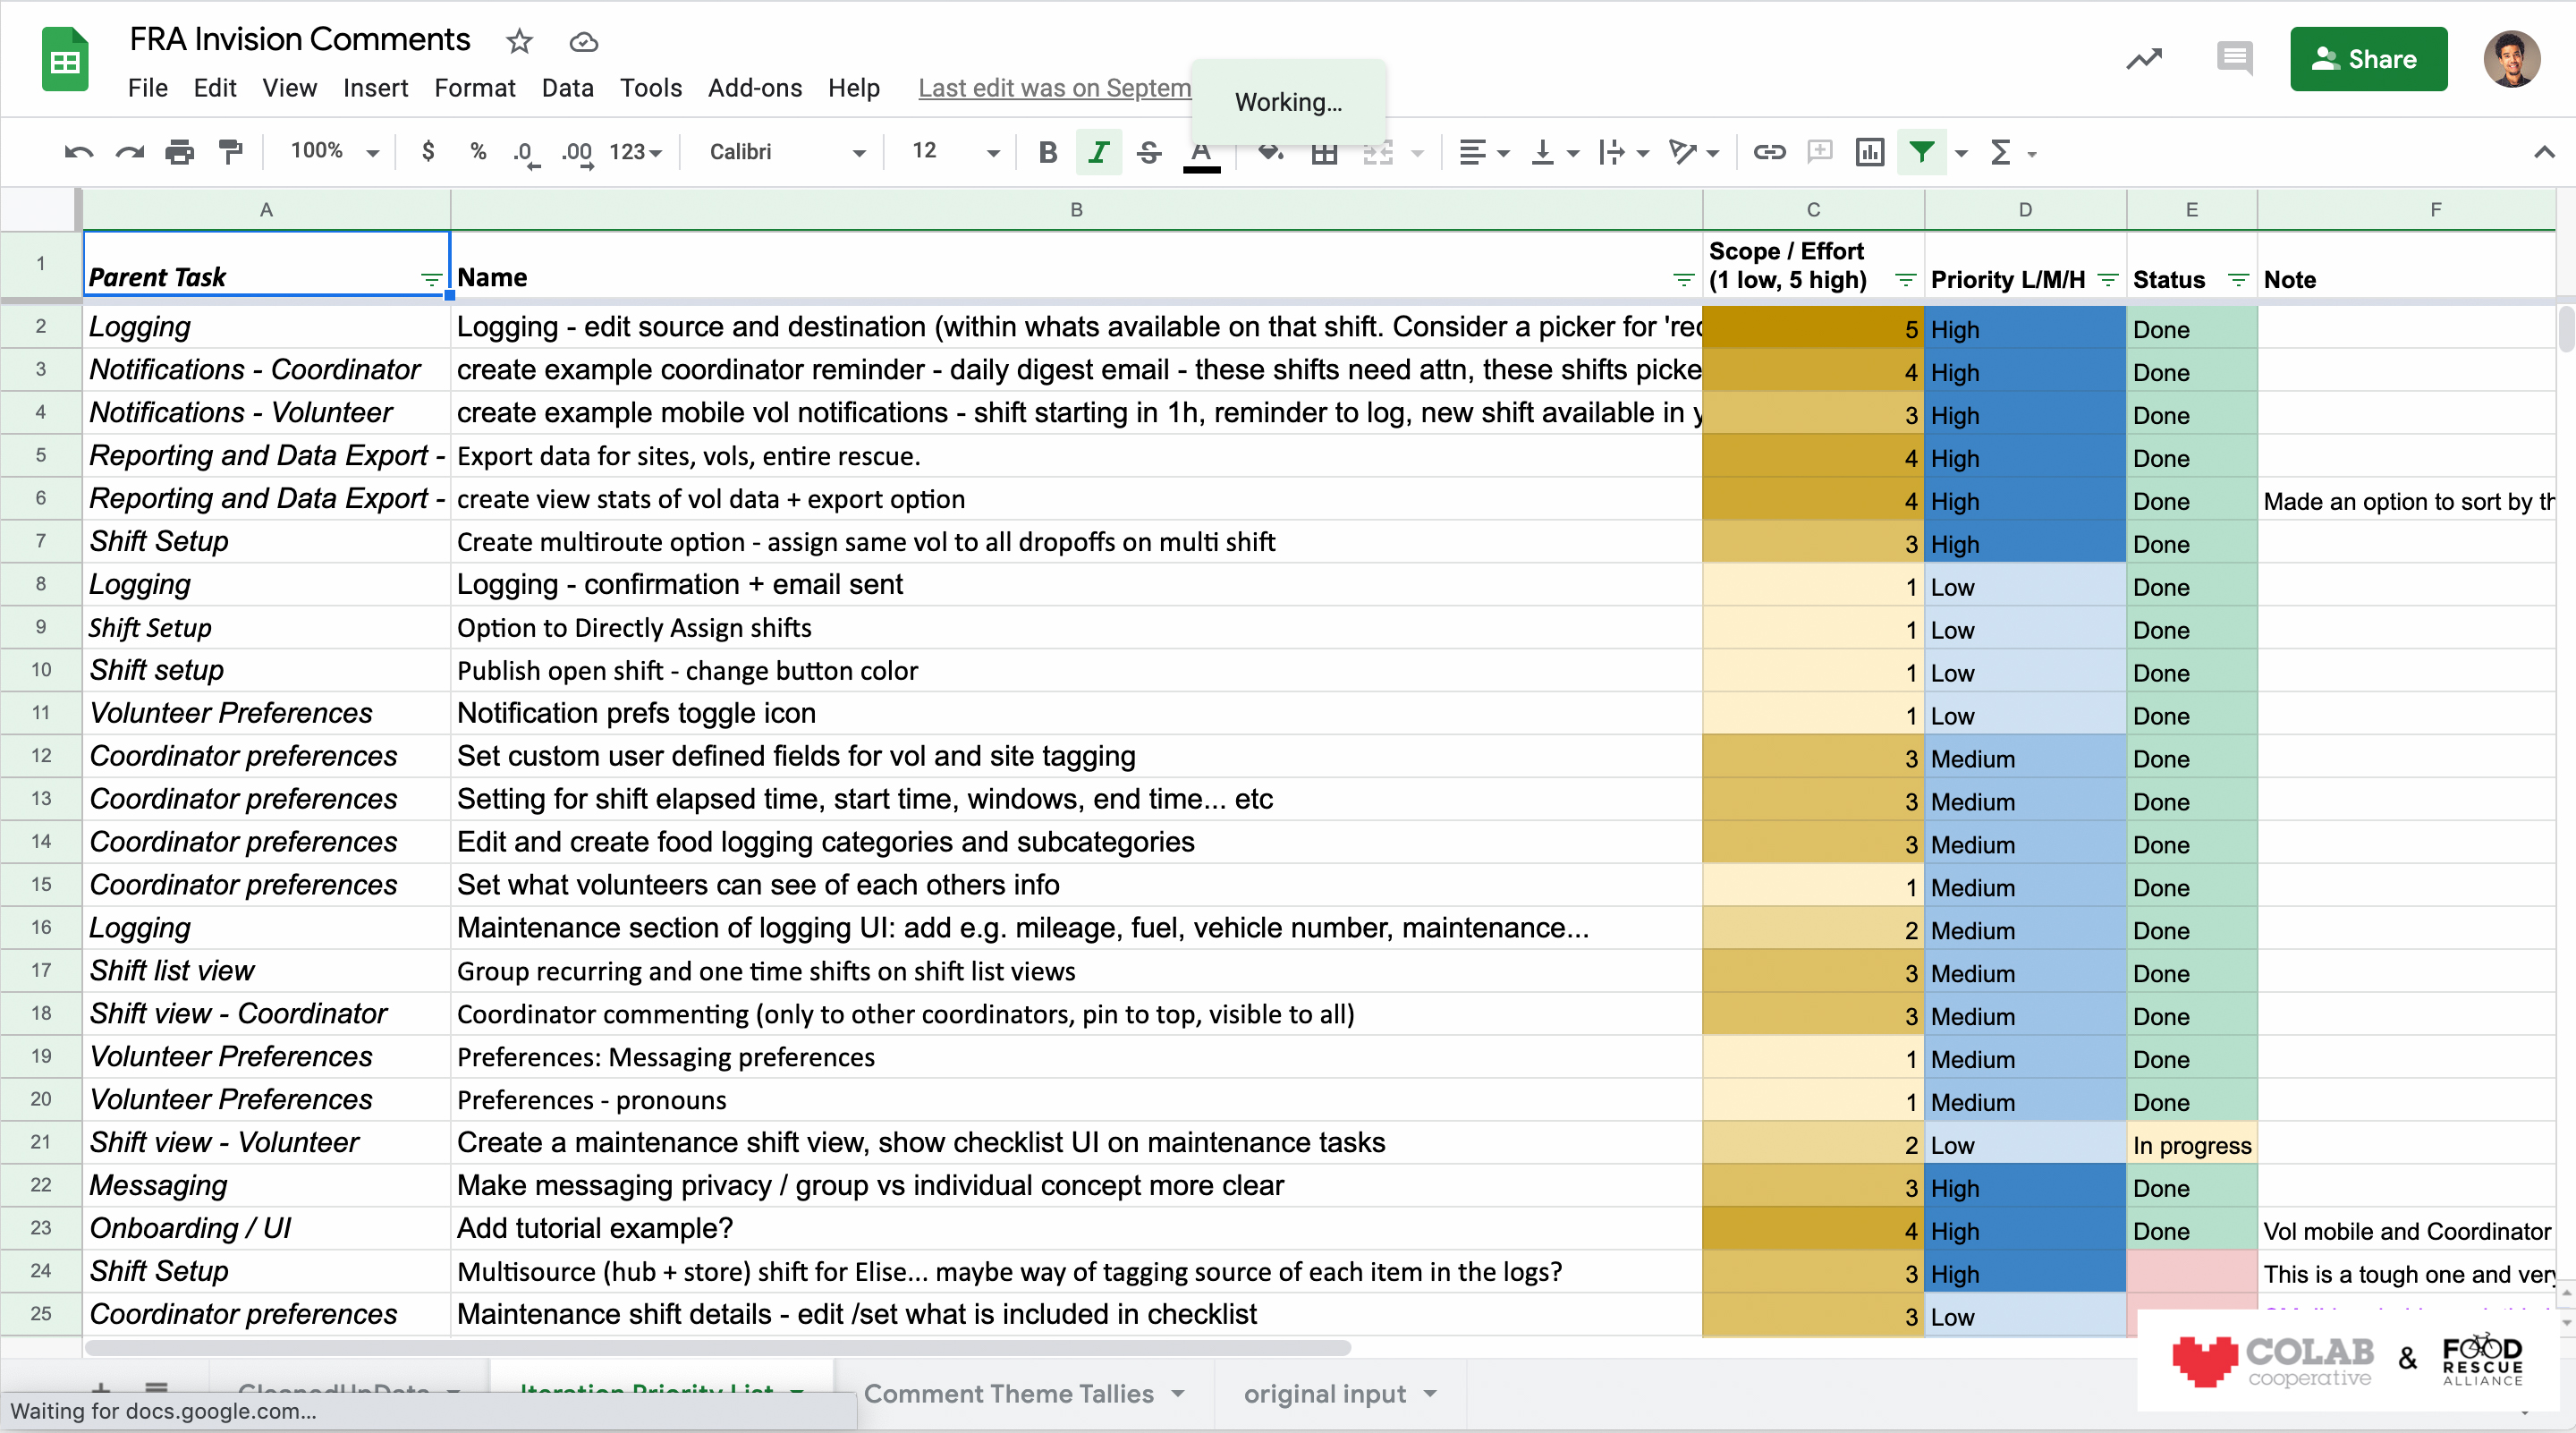 FRA Invision Comments
File Edit View Insert Format Data Tools Add-ons Help Last edit was on Septem
Working...
Share
100% $ % .0 .00 123 Calibri 12 B I S A
A B C D E F
1 Parent Task Name Scope / Effort (1 low, 5 high) Priority L/M/H Status Note
2 Logging Logging - edit source and destination (within whats available on that shift. Consider a picker for 'rec 5 High Done
3 Notifications - Coordinator create example coordinator reminder - daily digest email - these shifts need attn, these shifts picke 4 High Done
4 Notifications - Volunteer create example mobile vol notifications - shift starting in 1h, reminder to log, new shift available in y 3 High Done
5 Reporting and Data Export - Export data for sites, vols, entire rescue. 4 High Done
6 Reporting and Data Export - create view stats of vol data + export option 4 High Done Made an option to sort by th
7 Shift Setup Create multiroute option - assign same vol to all dropoffs on multi shift 3 High Done
8 Logging Logging - confirmation + email sent 1 Low Done
9 Shift Setup Option to Directly Assign shifts 1 Low Done
10 Shift setup Publish open shift - change button color 1 Low Done
11 Volunteer Preferences Notification prefs toggle icon 1 Low Done
12 Coordinator preferences Set custom user defined fields for vol and site tagging 3 Medium Done
13 Coordinator preferences Setting for shift elapsed time, start time, windows, end time... etc 3 Medium Done
14 Coordinator preferences Edit and create food logging categories and subcategories 3 Medium Done
15 Coordinator preferences Set what volunteers can see of each others info 1 Medium Done
16 Logging Maintenance section of logging UI: add e.g. mileage, fuel, vehicle number, maintenance... 2 Medium Done
17 Shift list view Group recurring and one time shifts on shift list views 3 Medium Done
18 Shift view - Coordinator Coordinator commenting (only to other coordinators, pin to top, visible to all) 3 Medium Done
19 Volunteer Preferences Preferences: Messaging preferences 1 Medium Done
20 Volunteer Preferences Preferences - pronouns 1 Medium Done
21 Shift view - Volunteer Create a maintenance shift view, show checklist UI on maintenance tasks 2 Low In progress
22 Messaging Make messaging privacy / group vs individual concept more clear 3 High Done
23 Onboarding / UI Add tutorial example? 4 High Done Vol mobile and Coordinator
24 Shift Setup Multisource (hub + store) shift for Elise... maybe way of tagging source of each item in the logs? 3 High This is a tough one and very
25 Coordinator preferences Maintenance shift details - edit /set what is included in checklist 3 Low
CleanedUpData Iteration Priority List Comment Theme Tallies original input
Waiting for docs.google.com...
COLAB cooperative & FOOD RESCUE ALLIANCE